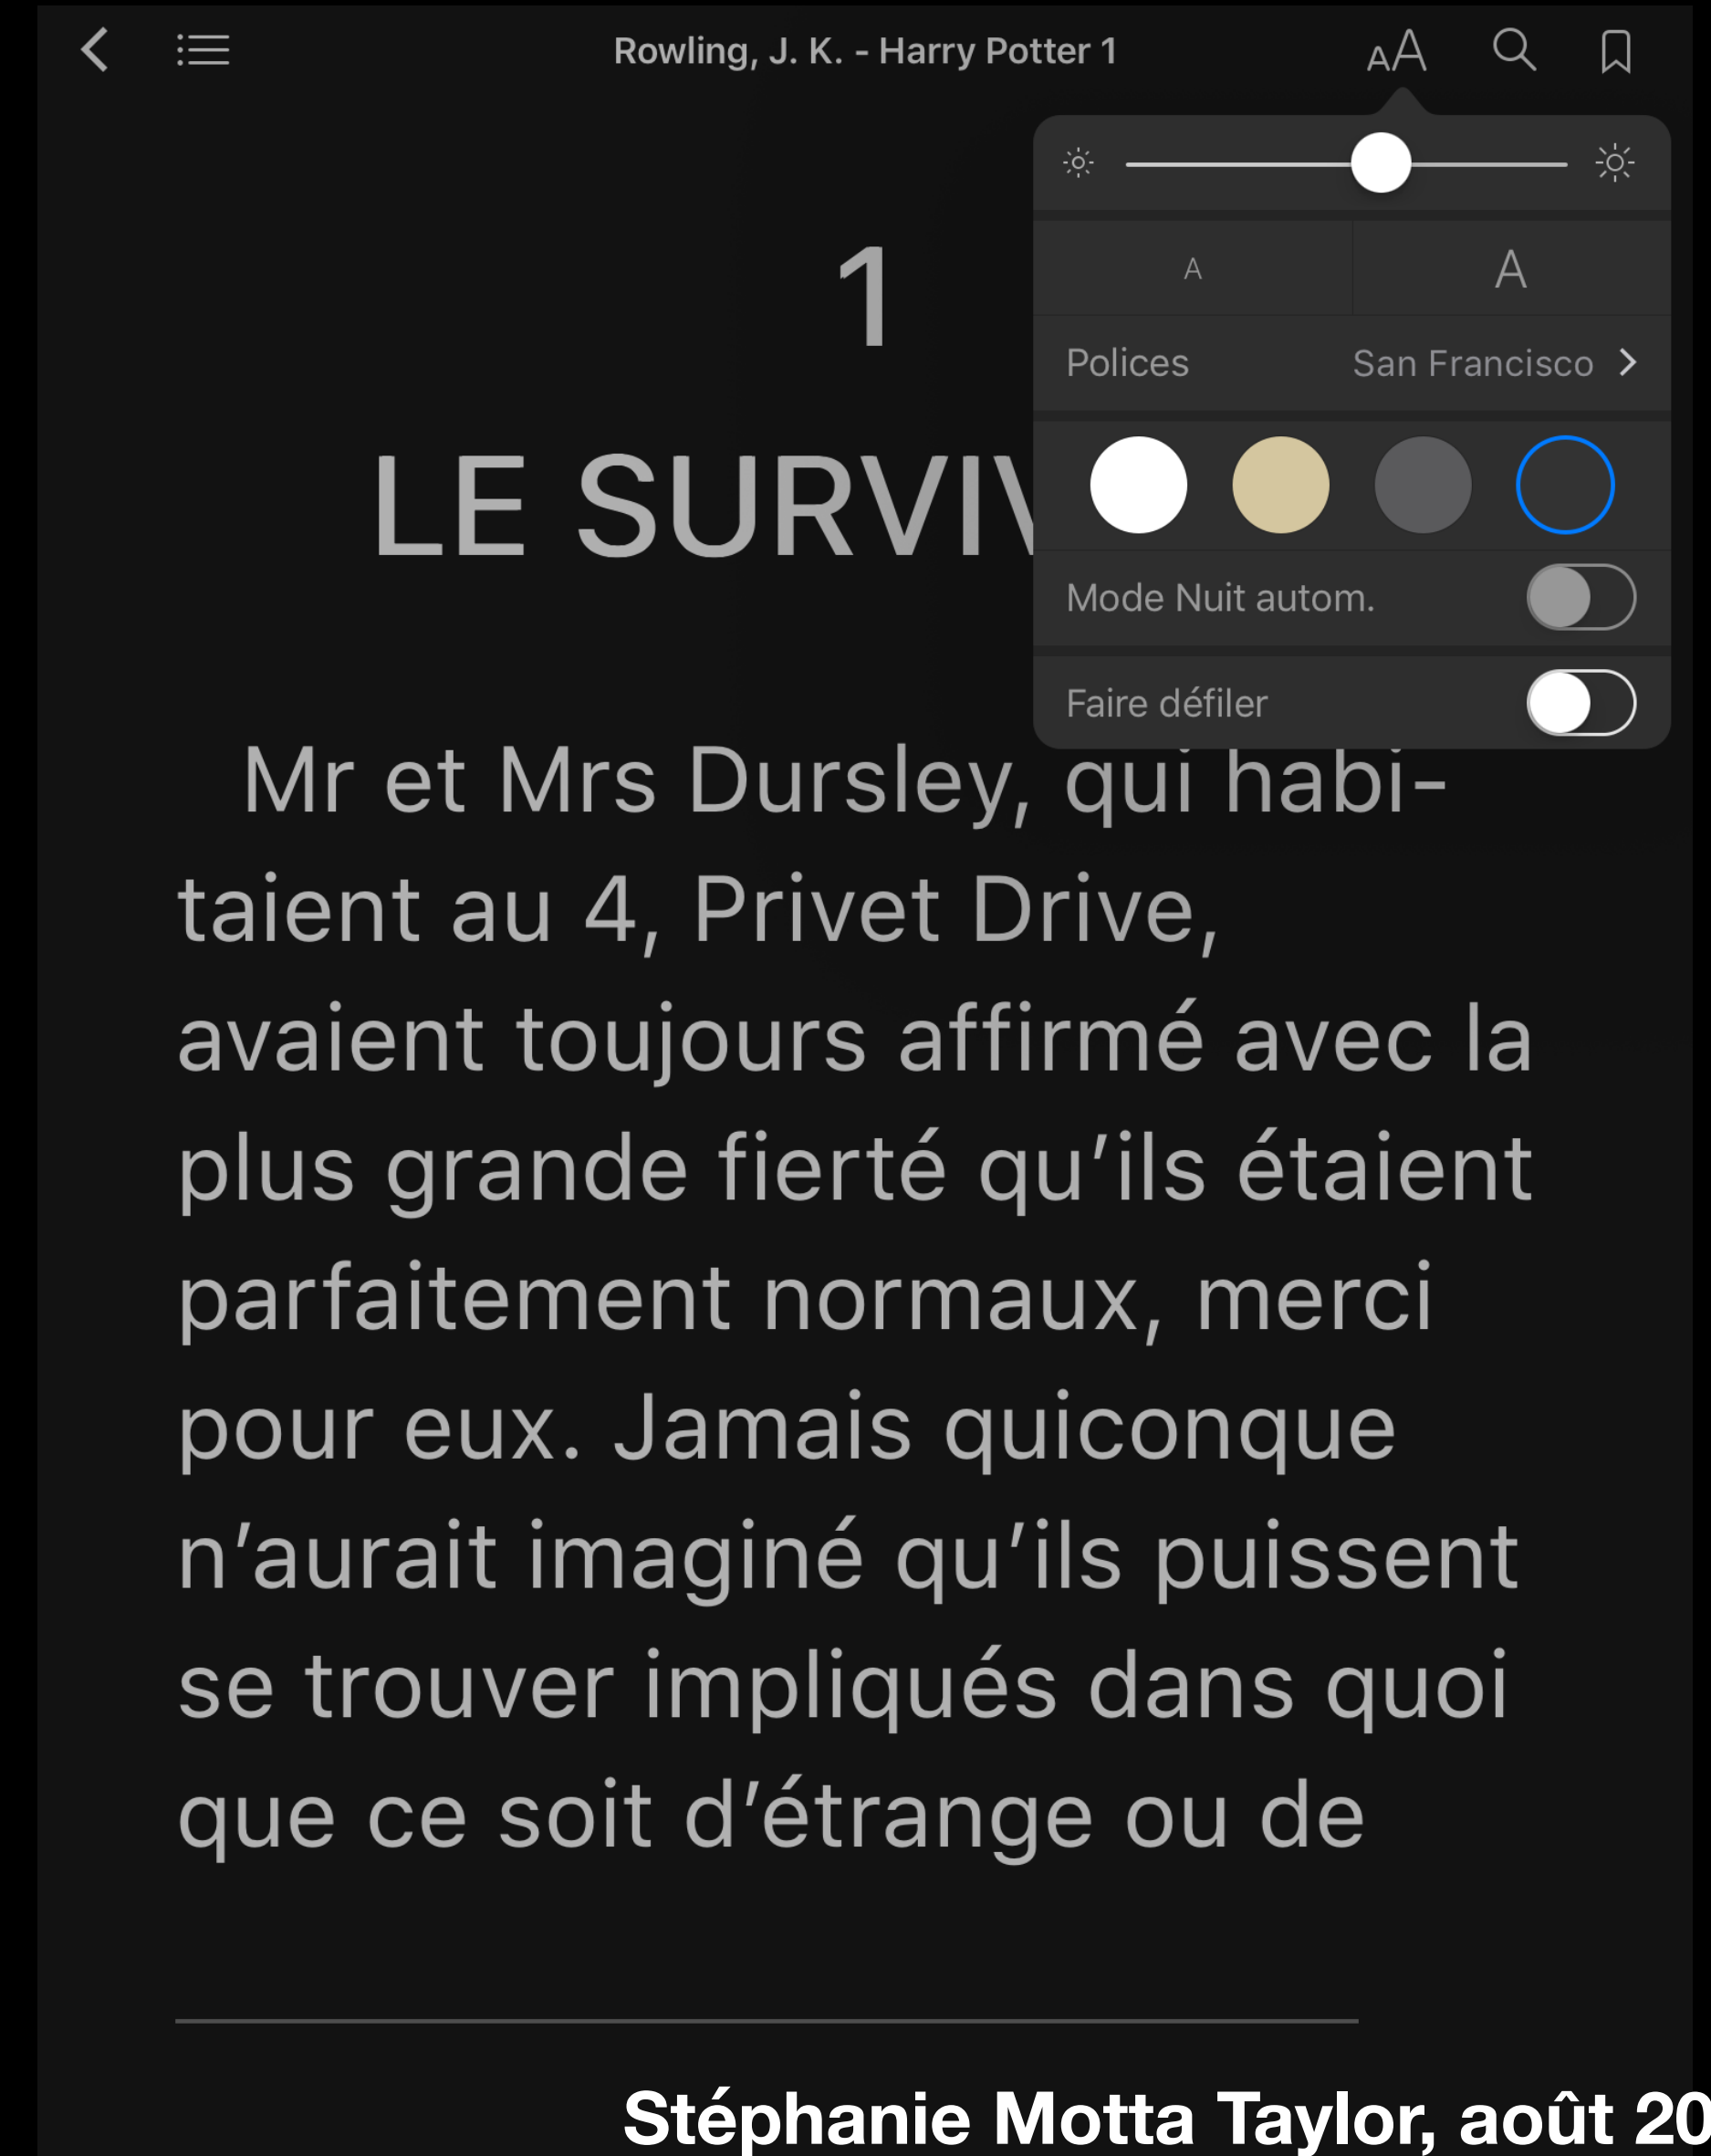 Rowling, J. K. - Harry Potter 1
AA
A A
Polices San Francisco
Mode Nuit autom.
Faire défiler
1
LE SURVIV
Mr et Mrs Dursley, qui habi-
taient au 4, Privet Drive,
avaient toujours affirmé avec la
plus grande fierté qu’ils étaient
parfaitement normaux, merci
pour eux. Jamais quiconque
n’aurait imaginé qu’ils puissent
se trouver impliqués dans quoi
que ce soit d’étrange ou de
Stéphanie Motta Taylor, août 20